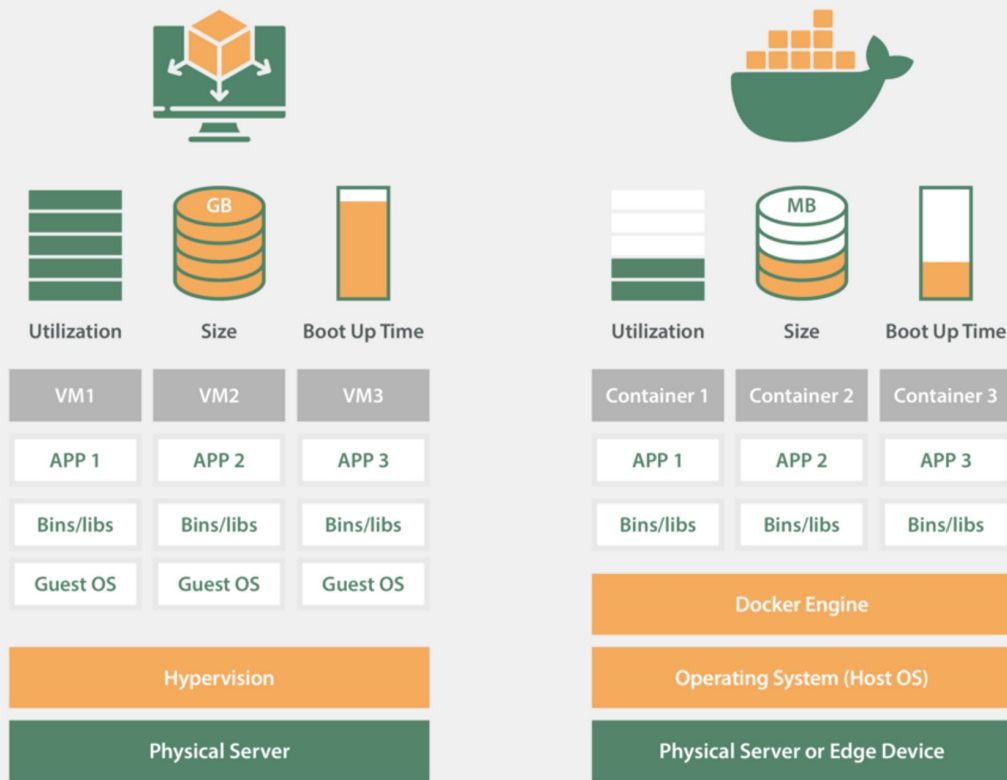 GB
Utilization
Size
Boot Up Time
VM1
VM2
VM3
APP 1
APP 2
APP 3
Bins/libs
Bins/libs
Bins/libs
Guest OS
Guest OS
Guest OS
Hypervision
Physical Server
MB
Utilization
Size
Boot Up Time
Container 1
Container 2
Container 3
APP 1
APP 2
APP 3
Bins/libs
Bins/libs
Bins/libs
Docker Engine
Operating System (Host OS)
Physical Server or Edge Device